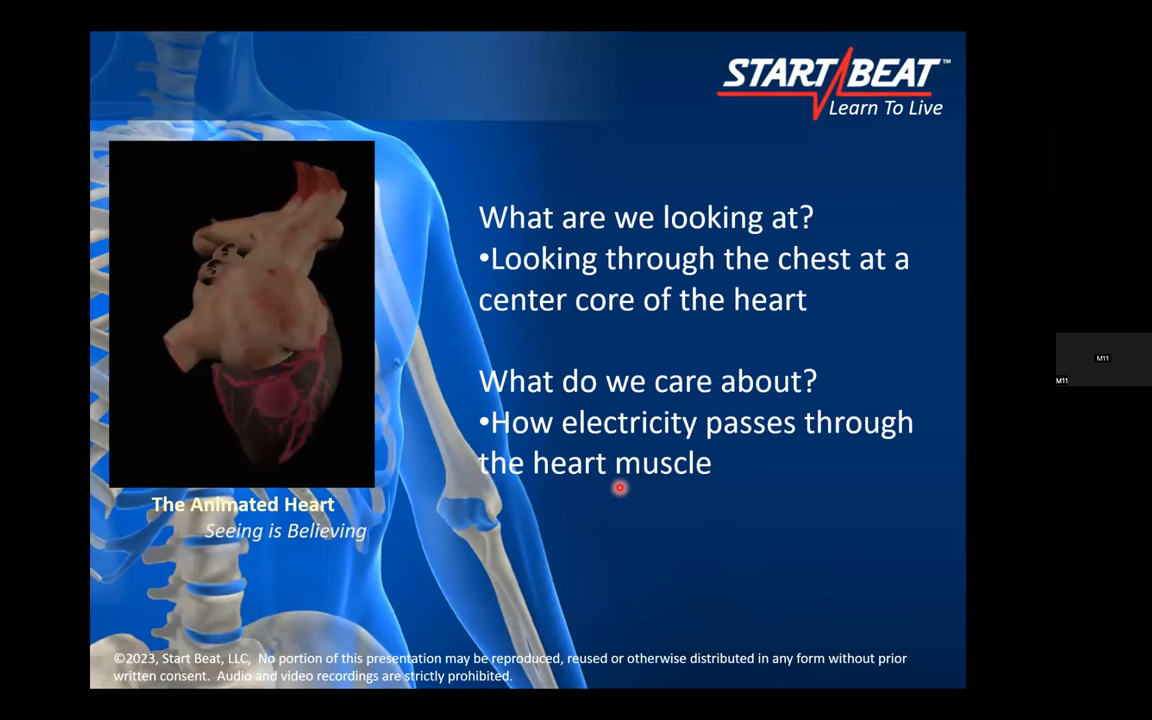 START BEAT™
Learn To Live
What are we looking at?
•Looking through the chest at a
center core of the heart
What do we care about?
•How electricity passes through
the heart muscle
The Animated Heart
Seeing is Believing
©2023, Start Beat, LLC, No portion of this presentation may be reproduced, reused or otherwise distributed in any form without prior
written consent. Audio and video recordings are strictly prohibited.
M11
M11